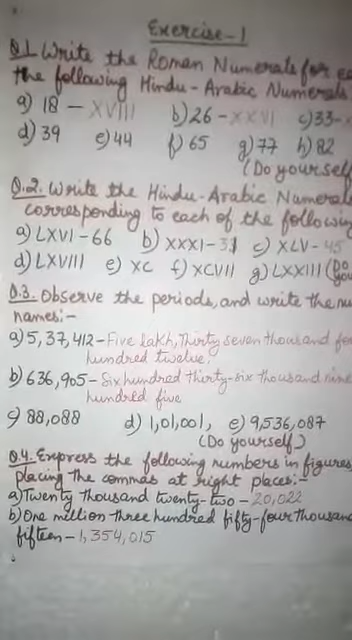 Exercise-1
Q.1. Write the Roman Numerals for
the following Hindu-Arabic Numerals
a) 18 - XVIII b) 26 - XXVI c) 33-
d) 39 e) 44 f) 65 g) 77 h) 82
(Do yourself
Q.2. Write the Hindu-Arabic Numeral
corresponding to each of the following
a) LXVI - 66 b) XXXI - 31 c) XLV - 45
d) LXVIII e) XC f) XCVII g) LXXIII (Do
Q.3. Observe the periods, and write the
names:-
a) 5,37,412 - Five lakh, Thirty seven thousand
hundred twelve.
b) 636,905 - Six hundred thirty-six thousand nine
hundred five
c) 88,088 d) 1,01,001, e) 9,536,087
(Do yourself)
Q.4. Express the following numbers in figures
placing the commas at right places:-
a) Twenty thousand twenty-two - 20,022
b) One million three hundred fifty-four thousand
fifteen - 1,354,015